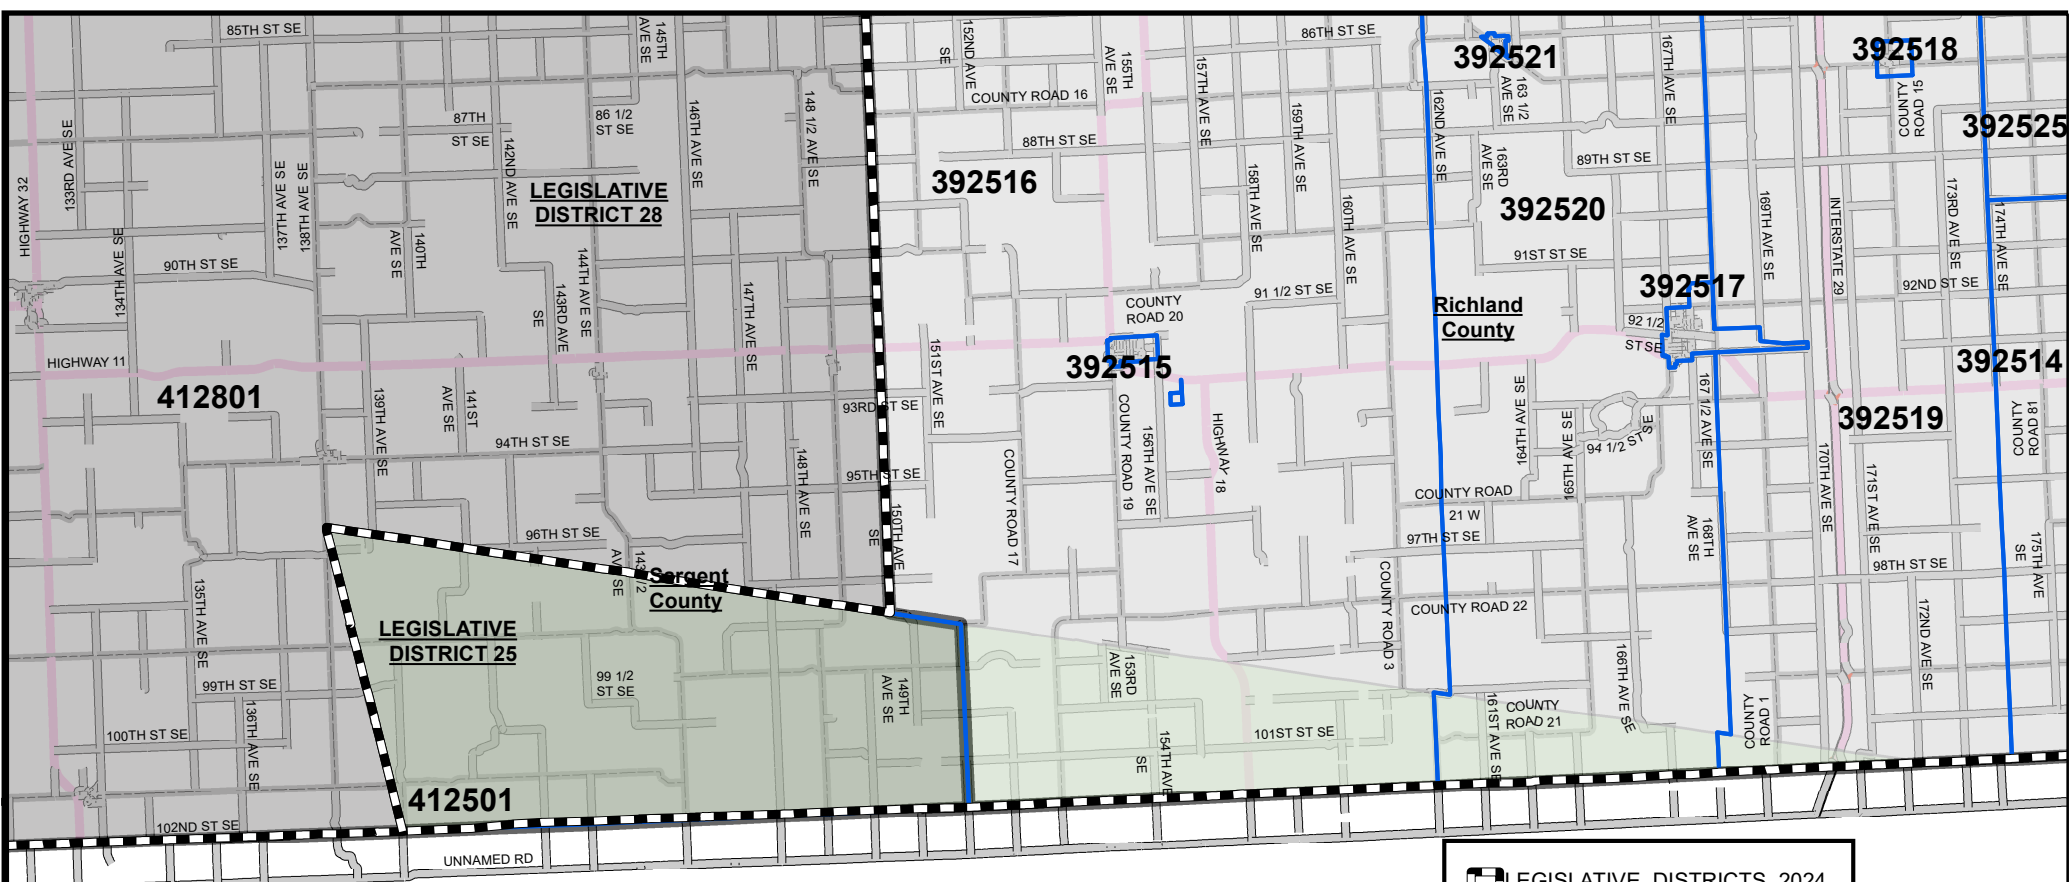 85TH ST SE
145TH
AVE SE
152ND AVE
SE
155TH
AVE SE
86TH ST SE
392521
167TH AVE SE
392518
HIGHWAY 32
133RD AVE SE
87TH
ST SE
86 1/2
ST SE
146TH AVE SE
148 1/2 AVE SE
COUNTY ROAD 16
157TH AVE SE
159TH AVE SE
162ND AVE SE
163 1/2
AVE SE
COUNTY
ROAD 15
392525
137TH AVE SE
138TH AVE SE
142ND AVE SE
LEGISLATIVE
DISTRICT 28
392516
88TH ST SE
158TH AVE SE
160TH AVE SE
163RD
AVE SE
89TH ST SE
392520
169TH AVE SE
INTERSTATE 29
173RD AVE SE
174TH AVE SE
134TH AVE SE
90TH ST SE
140TH
AVE SE
143RD AVE
SE
144TH AVE SE
147TH AVE SE
91 1/2 ST SE
91ST ST SE
392517
92ND ST SE
COUNTY
ROAD 20
Richland
County
92 1/2
ST SE
HIGHWAY 11
412801
139TH AVE SE
141ST
AVE SE
151ST AVE SE
392515
164TH AVE SE
167 1/2 AVE SE
392514
392519
93RD ST SE
94TH ST SE
95TH ST SE
148TH AVE SE
COUNTY ROAD 17
COUNTY ROAD 19
156TH AVE SE
HIGHWAY 18
165TH AVE SE
94 1/2 ST SE
170TH AVE SE
171ST AVE SE
COUNTY
ROAD 81
COUNTY ROAD
21 W
96TH ST SE
150TH AVE
SE
97TH ST SE
168TH
AVE SE
175TH AVE
SE
98TH ST SE
143 1/2
AVE SE
Sargent
County
135TH AVE SE
COUNTY ROAD 3
COUNTY ROAD 22
172ND AVE SE
LEGISLATIVE
DISTRICT 25
99TH ST SE
136TH AVE SE
99 1/2
ST SE
149TH
AVE SE
153RD
AVE SE
166TH AVE SE
161ST AVE SE
COUNTY
ROAD 21
COUNTY
ROAD 1
100TH ST SE
101ST ST SE
154TH AVE
SE
412501
102ND ST SE
UNNAMED RD
LEGISLATIVE_DISTRICTS_2024